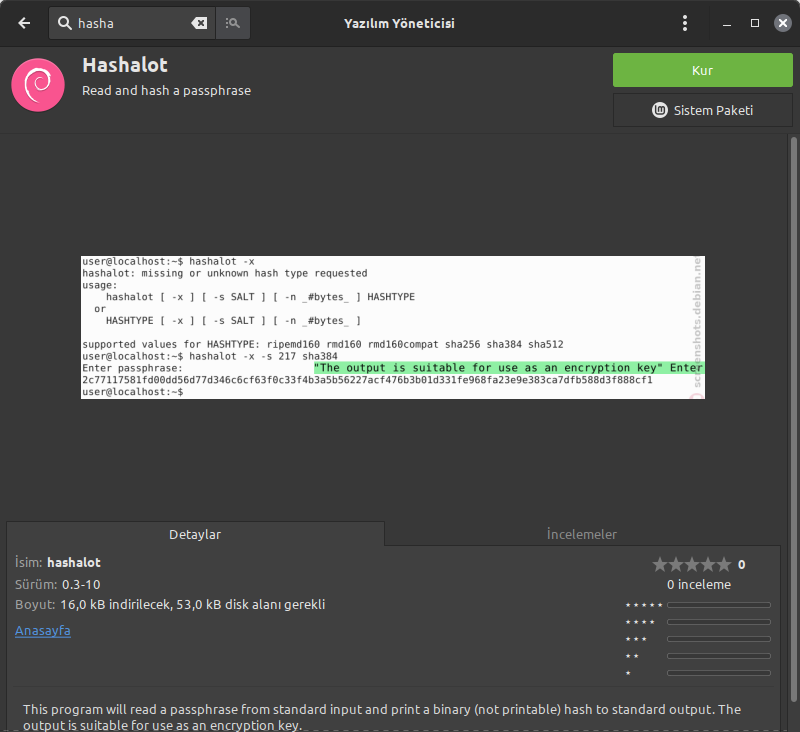 hasha
Yazılım Yöneticisi
Hashalot
Read and hash a passphrase
Kur
Sistem Paketi
user@localhost:~$ hashalot -x
hashalot: missing or unknown hash type requested
usage:
hashalot [ -x ] [ -s SALT ] [ -n _#bytes_ ] HASHTYPE
or
HASHTYPE [ -x ] [ -s SALT ] [ -n _#bytes_ ]
supported values for HASHTYPE: ripemd160 rmd160 rmd160compat sha256 sha384 sha512
user@localhost:~$ hashalot -x -s 217 sha384
Enter passphrase: "The output is suitable for use as an encryption key" Enter
2c77117581fd00dd56d77d346c6cf63f0c33f4b3a5b56227acf476b3b01d331fe968fa23e9e383ca7dfb588d3f888cf1
user@localhost:~$
screenshots.debian.ne
Detaylar
İncelemeler
İsim: hashalot
Sürüm: 0.3-10
Boyut: 16,0 kB indirilecek, 53,0 kB disk alanı gerekli
Anasayfa
0
0 inceleme
This program will read a passphrase from standard input and print a binary (not printable) hash to standard output. The
output is suitable for use as an encryption key.